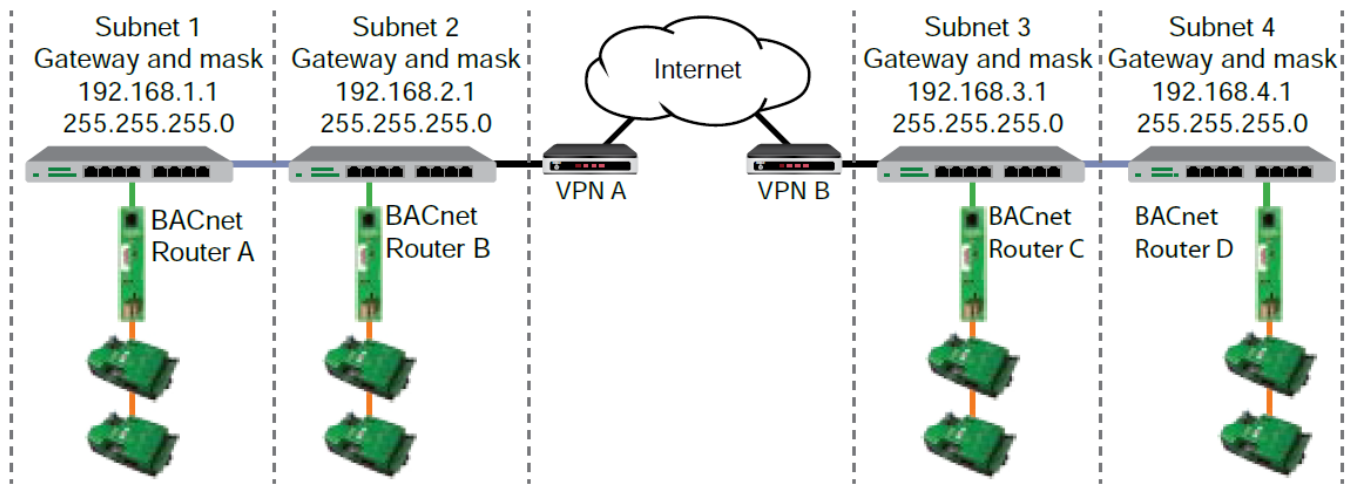 Subnet 1
Gateway and mask
192.168.1.1
255.255.255.0
Subnet 2
Gateway and mask
192.168.2.1
255.255.255.0
Internet
Subnet 3
Gateway and mask
192.168.3.1
255.255.255.0
Subnet 4
Gateway and mask
192.168.4.1
255.255.255.0
VPN A
VPN B
BACnet
Router A
BACnet
Router B
BACnet
Router C
BACnet
Router D